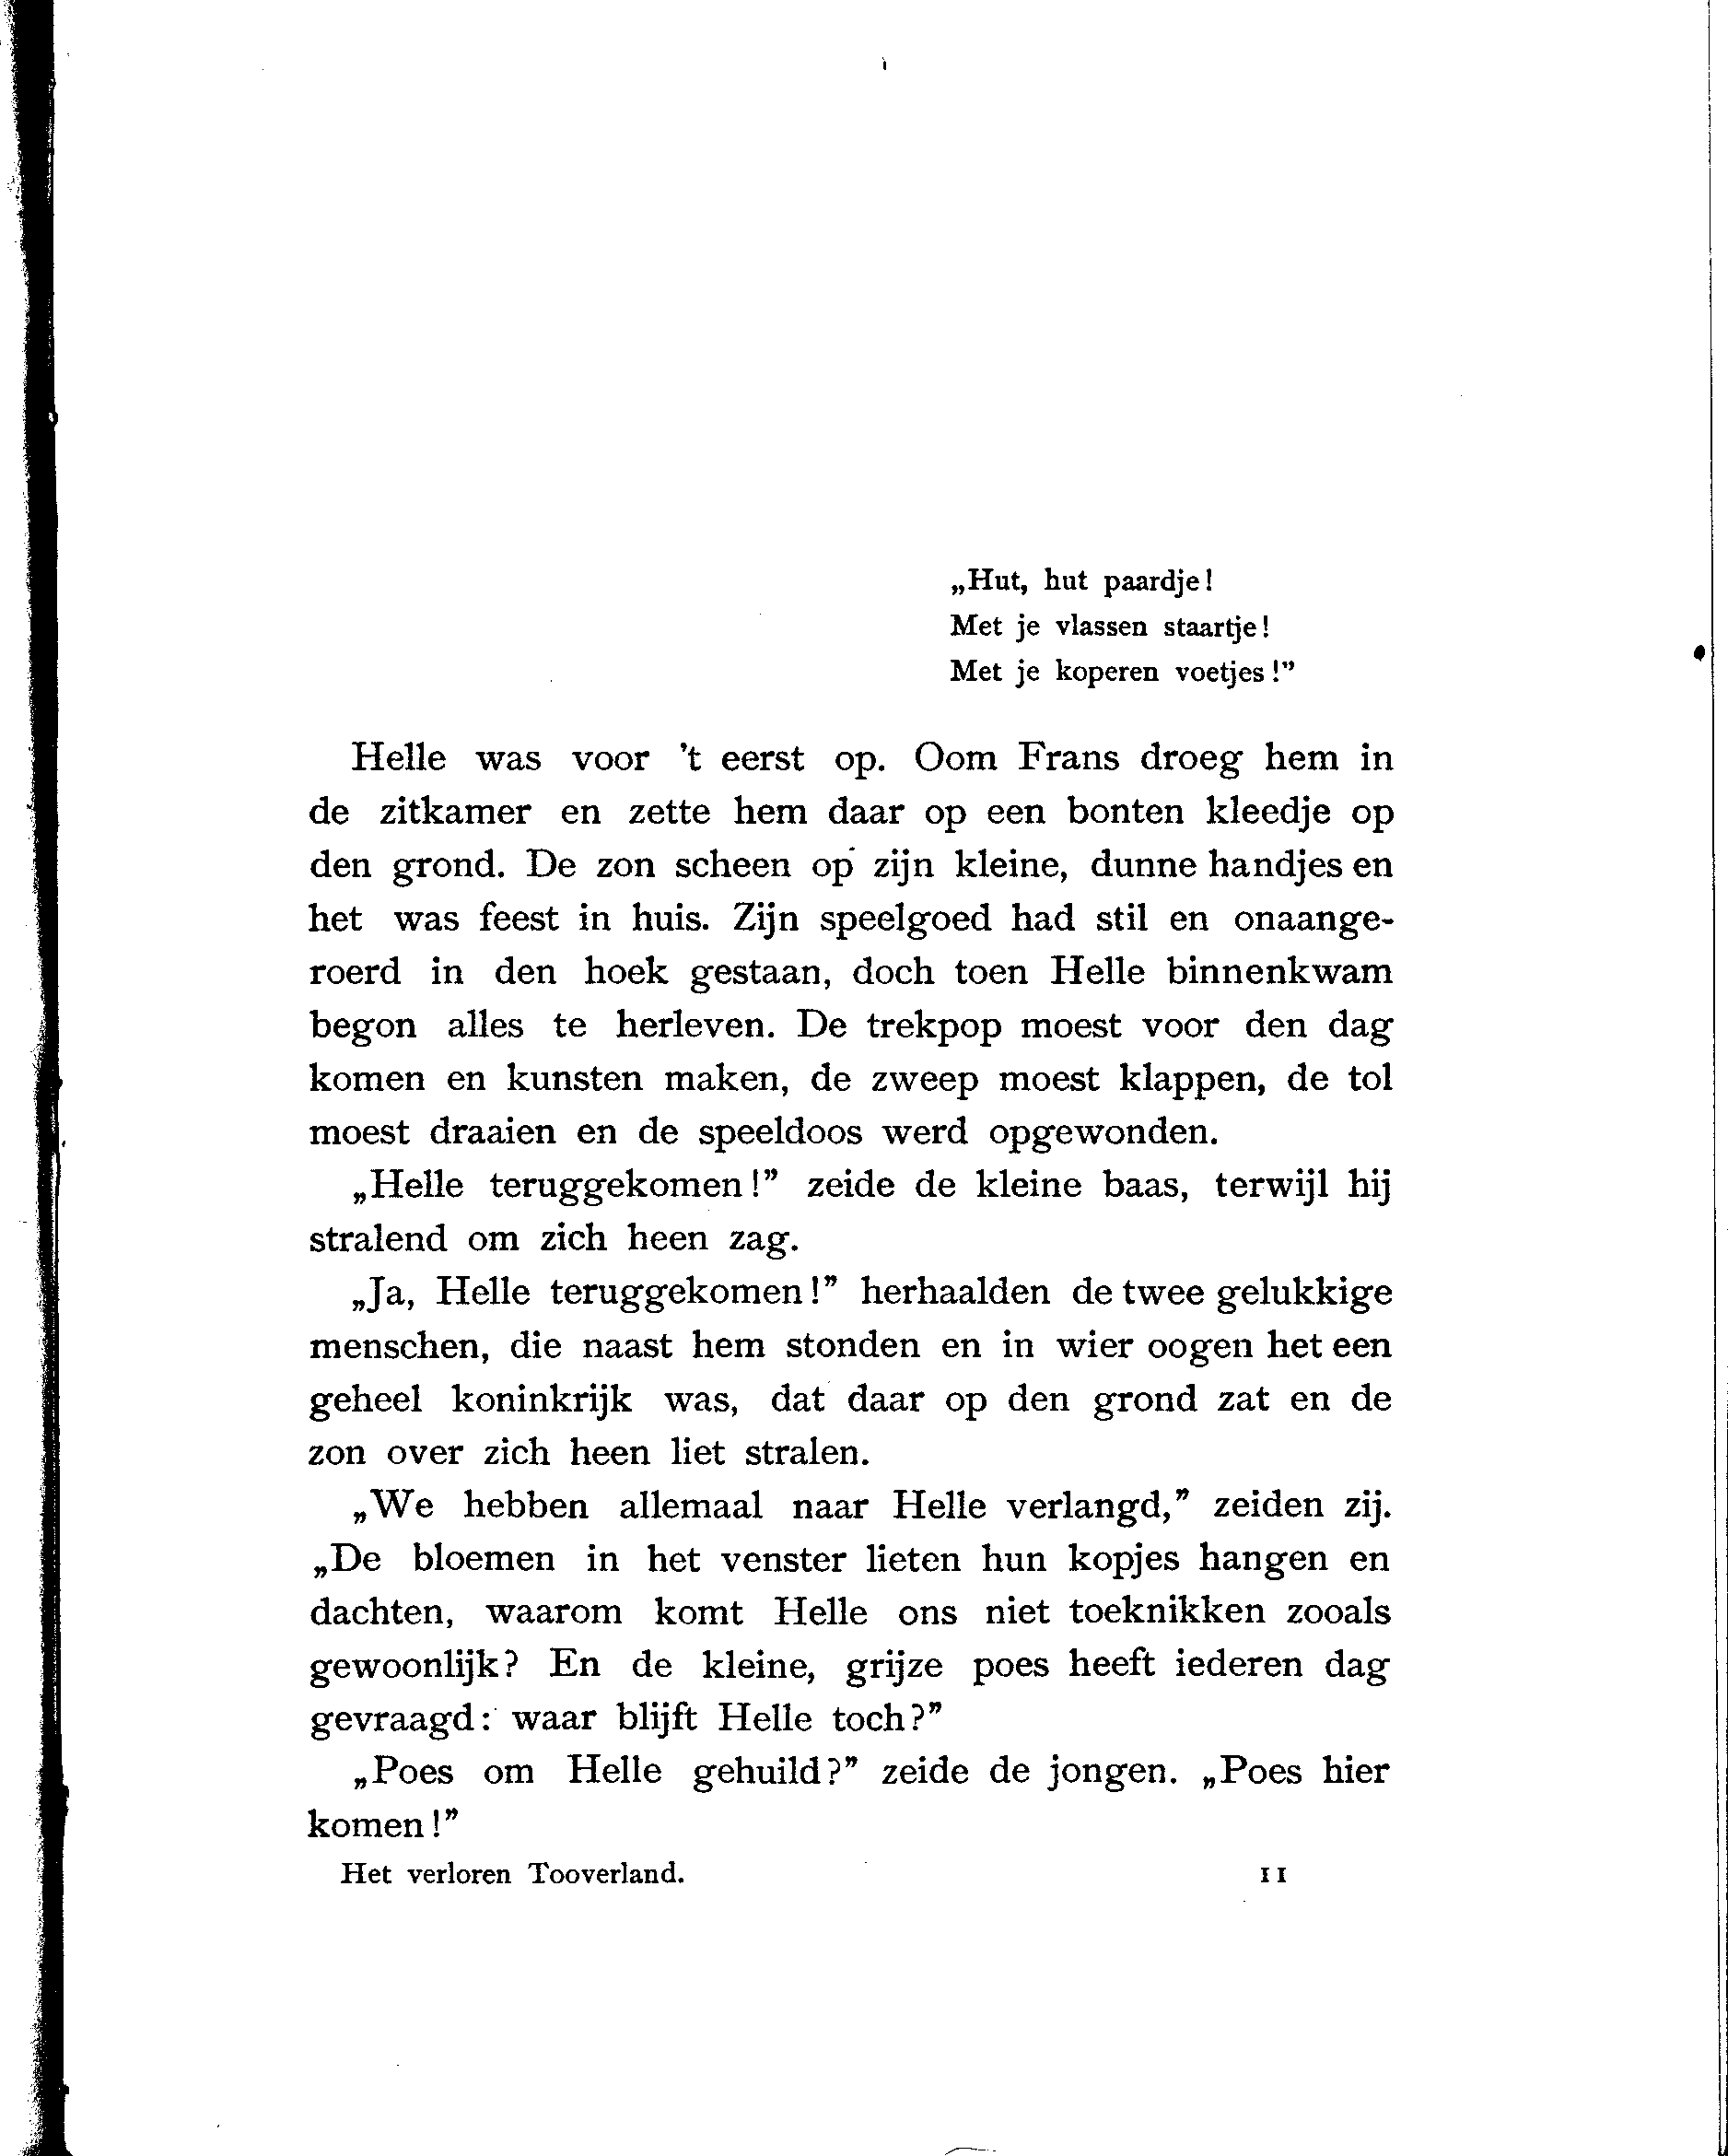 „Hut, hut paardje!
Met je vlassen staartje!
Met je koperen voetjes!”
Helle was voor 't eerst op. Oom Frans droeg hem in
de zitkamer en zette hem daar op een bonten kleedje op
den grond. De zon scheen op zijn kleine, dunne handjes en
het was feest in huis. Zijn speelgoed had stil en onaange-
roerd in den hoek gestaan, doch toen Helle binnenkwam
begon alles te herleven. De trekpop moest voor den dag
komen en kunsten maken, de zweep moest klappen, de tol
moest draaien en de speeldoos werd opgewonden.
„Helle teruggekomen!” zeide de kleine baas, terwijl hij
stralend om zich heen zag.
„Ja, Helle teruggekomen!” herhaalden de twee gelukkige
menschen, die naast hem stonden en in wier oogen het een
geheel koninkrijk was, dat daar op den grond zat en de
zon over zich heen liet stralen.
„We hebben allemaal naar Helle verlangd,” zeiden zij.
„De bloemen in het venster lieten hun kopjes hangen en
dachten, waarom komt Helle ons niet toeknikken zooals
gewoonlijk? En de kleine, grijze poes heeft iederen dag
gevraagd: waar blijft Helle toch?”
„Poes om Helle gehuild?” zeide de jongen. „Poes hier
komen!”
Het verloren Tooverland. 11